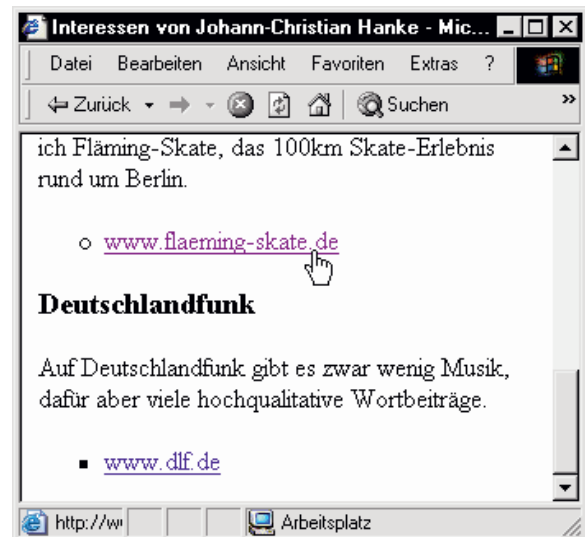 Interessen von Johann-Christian Hanke - Mic...
Datei Bearbeiten Ansicht Favoriten Extras ?
Zurück Suchen »
ich Fläming-Skate, das 100km Skate-Erlebnis
rund um Berlin.
www.flaeming-skate.de
Deutschlandfunk
Auf Deutschlandfunk gibt es zwar wenig Musik,
dafür aber viele hochqualitative Wortbeiträge.
www.dlf.de
http://w Arbeitsplatz